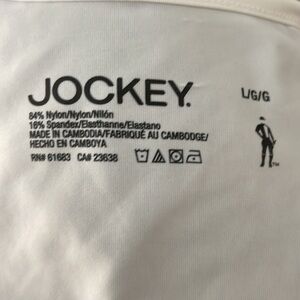 JOCKEY.
L/G/G
84% Nylon/Nylon/Nilón
16% Spandex/Elasthanne/Elastano
MADE IN CAMBODIA/FABRIQUÉ AU CAMBODGE/
HECHO EN CAMBOYA
RN# 61683 CA# 23638
TM